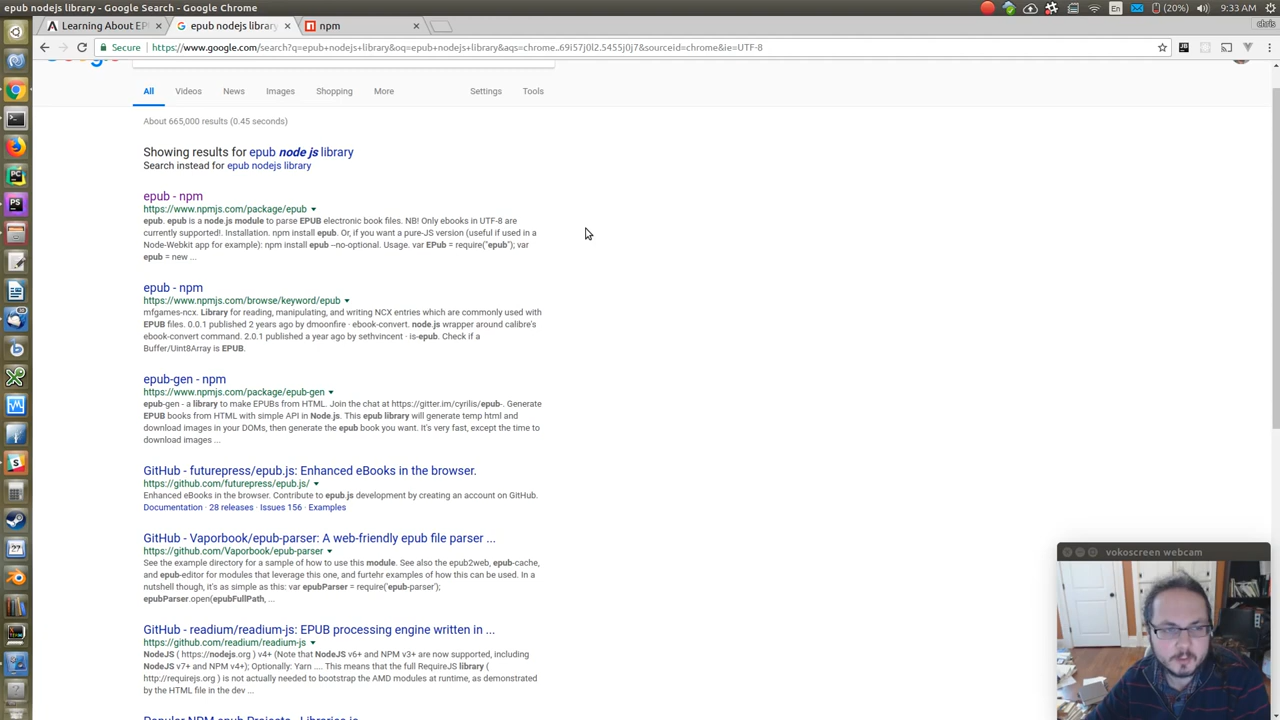 epub nodejs library - Google Search - Google Chrome
En (20%) 9:33 AM
chris
Learning About EP
epub nodejs library
npm
Secure https://www.google.com/search?q=epub+nodejs+library&oq=epub+nodejs+library&aqs=chrome..69i57j0l2.5455j0j7&sourceid=chrome&ie=UTF-8
All Videos News Images Shopping More Settings Tools
About 665,000 results (0.45 seconds)
Showing results for epub node js library
Search instead for epub nodejs library
epub - npm
https://www.npmjs.com/package/epub
epub. epub is a node.js module to parse EPUB electronic book files. NB! Only ebooks in UTF-8 are
currently supported!. Installation. npm install epub. Or, if you want a pure-JS version (useful if used in a
Node-Webkit app for example): npm install epub --no-optional. Usage. var EPub = require("epub"); var
epub = new ...
epub - npm
https://www.npmjs.com/browse/keyword/epub
mfgames-ncx. Library for reading, manipulating, and writing NCX entries which are commonly used with
EPUB files. 0.0.1 published 2 years ago by dmoonfire · ebook-convert. node.js wrapper around calibre's
ebook-convert command. 2.0.1 published a year ago by sethvincent · is-epub. Check if a
Buffer/Uint8Array is EPUB.
epub-gen - npm
https://www.npmjs.com/package/epub-gen
epub-gen - a library to make EPUBs from HTML. Join the chat at https://gitter.im/cyrilis/epub-. Generate
EPUB books from HTML with simple API in Node.js. This epub library will generate temp html and
download images in your DOMs, then generate the epub book you want. It's very fast, except the time to
download images ...
GitHub - futurepress/epub.js: Enhanced eBooks in the browser.
https://github.com/futurepress/epub.js/
Enhanced eBooks in the browser. Contribute to epub.js development by creating an account on GitHub.
Documentation · 28 releases · Issues 156 · Examples
GitHub - Vaporbook/epub-parser: A web-friendly epub file parser ...
https://github.com/Vaporbook/epub-parser
See the example directory for a sample of how to use this module. See also the epub2web, epub-cache,
and epub-editor for modules that leverage this one, and furtehr examples of how this can be used. In a
nutshell though, it's as simple as this: var epubParser = require('epub-parser');
epubParser.open(epubFullPath, ...
GitHub - readium/readium-js: EPUB processing engine written in ...
https://github.com/readium/readium-js
NodeJS ( https://nodejs.org ) v4+ (Note that NodeJS v6+ and NPM v3+ are now supported, including
NodeJS v7+ and NPM v4+); Optionally: Yarn .... This means that the full RequireJS library (
http://requirejs.org ) is not actually needed to bootstrap the AMD modules at runtime, as demonstrated
by the HTML file in the dev ...
Popular NPM epub Projects - Libraries.io
vokoscreen webcam